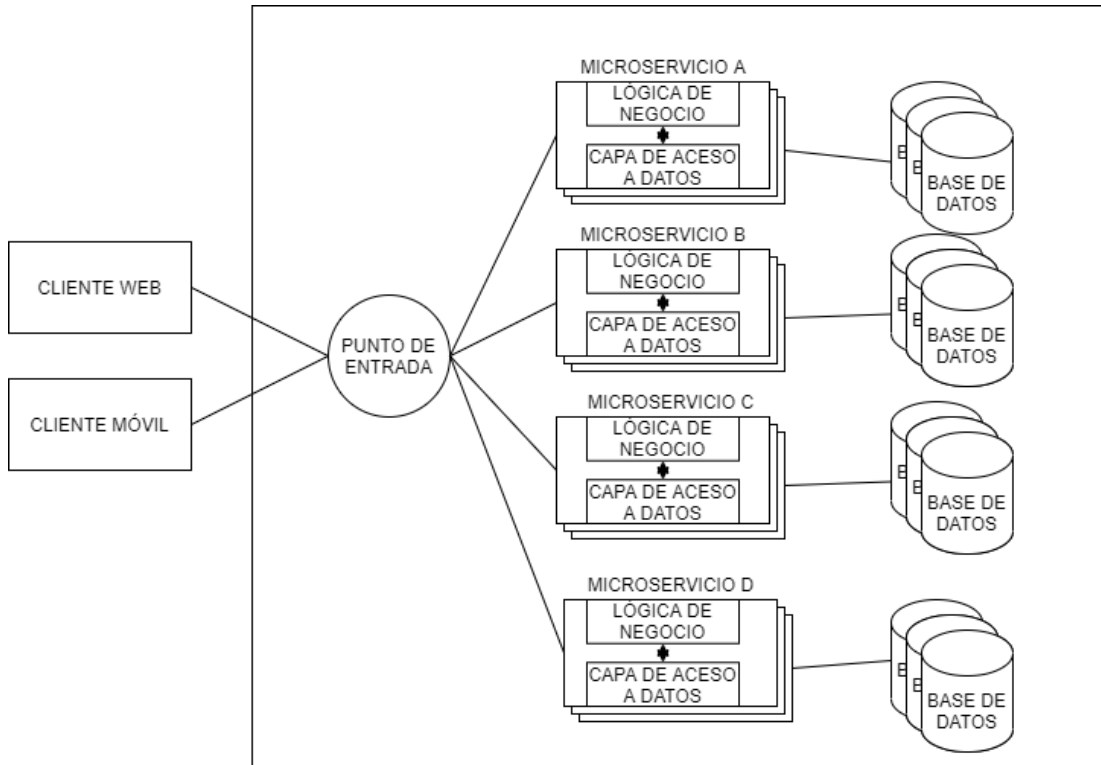 MICROSERVICIO A
LÓGICA DE
NEGOCIO
CAPA DE ACESO
A DATOS
B
B
BASE DE
DATOS
MICROSERVICIO B
LÓGICA DE
NEGOCIO
CAPA DE ACESO
A DATOS
B
B
BASE DE
DATOS
CLIENTE WEB
PUNTO DE
ENTRADA
CLIENTE MÓVIL
MICROSERVICIO C
LÓGICA DE
NEGOCIO
CAPA DE ACESO
A DATOS
B
B
BASE DE
DATOS
MICROSERVICIO D
LÓGICA DE
NEGOCIO
CAPA DE ACESO
A DATOS
B
B
BASE DE
DATOS